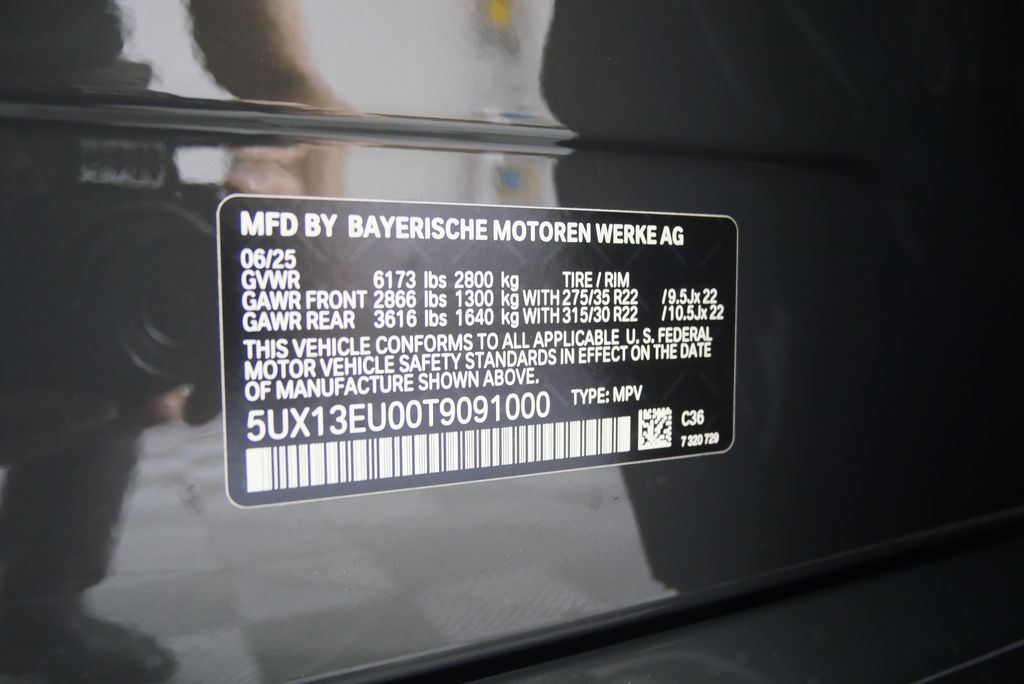 MFD BY BAYERISCHE MOTOREN WERKE AG
06/25
GVWR 6173 lbs 2800 kg TIRE / RIM
GAWR FRONT 2866 lbs 1300 kg WITH 275/35 R22 /9.5Jx 22
GAWR REAR 3616 lbs 1640 kg WITH 315/30 R22 /10.5Jx 22
THIS VEHICLE CONFORMS TO ALL APPLICABLE U. S. FEDERAL
MOTOR VEHICLE SAFETY STANDARDS IN EFFECT ON THE DATE
OF MANUFACTURE SHOWN ABOVE.
5UX13EU00T9091000 TYPE: MPV
C36
7 320 729